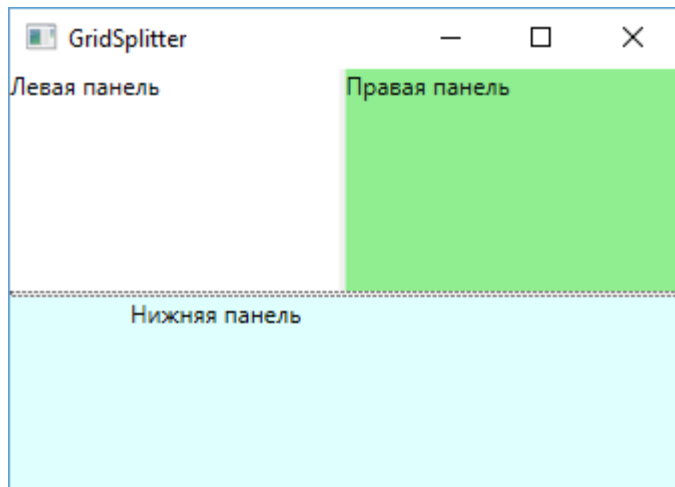 GridSplitter
Левая панель
Правая панель
Нижняя панель